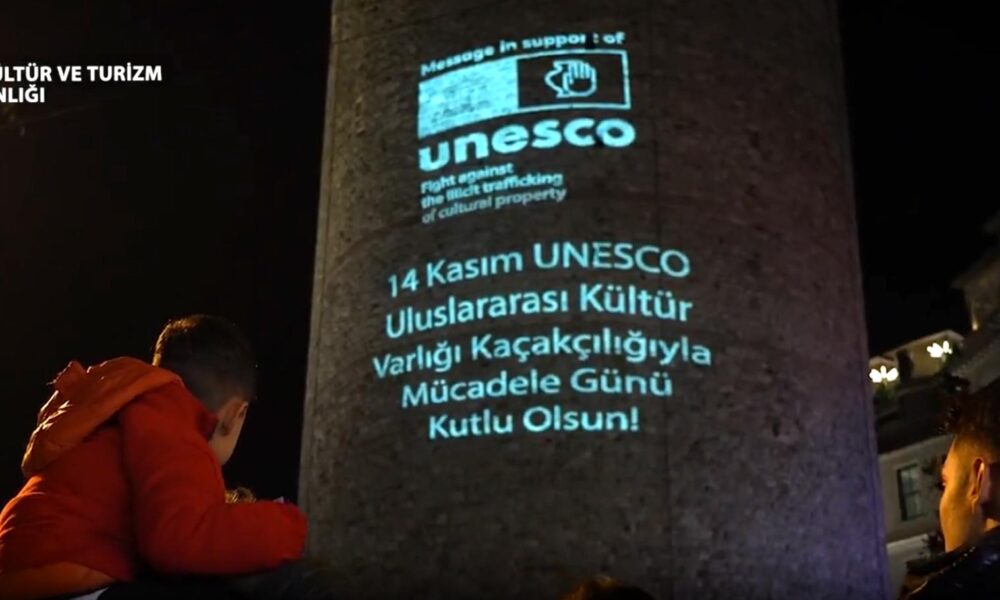 ÜLTÜR VE TURİZM
NLIĞI
Message in support of
unesco
Fight against
the illicit trafficking
of cultural property
14 Kasım UNESCO
Uluslararası Kültür
Varlığı Kaçakçılığıyla
Mücadele Günü
Kutlu Olsun!